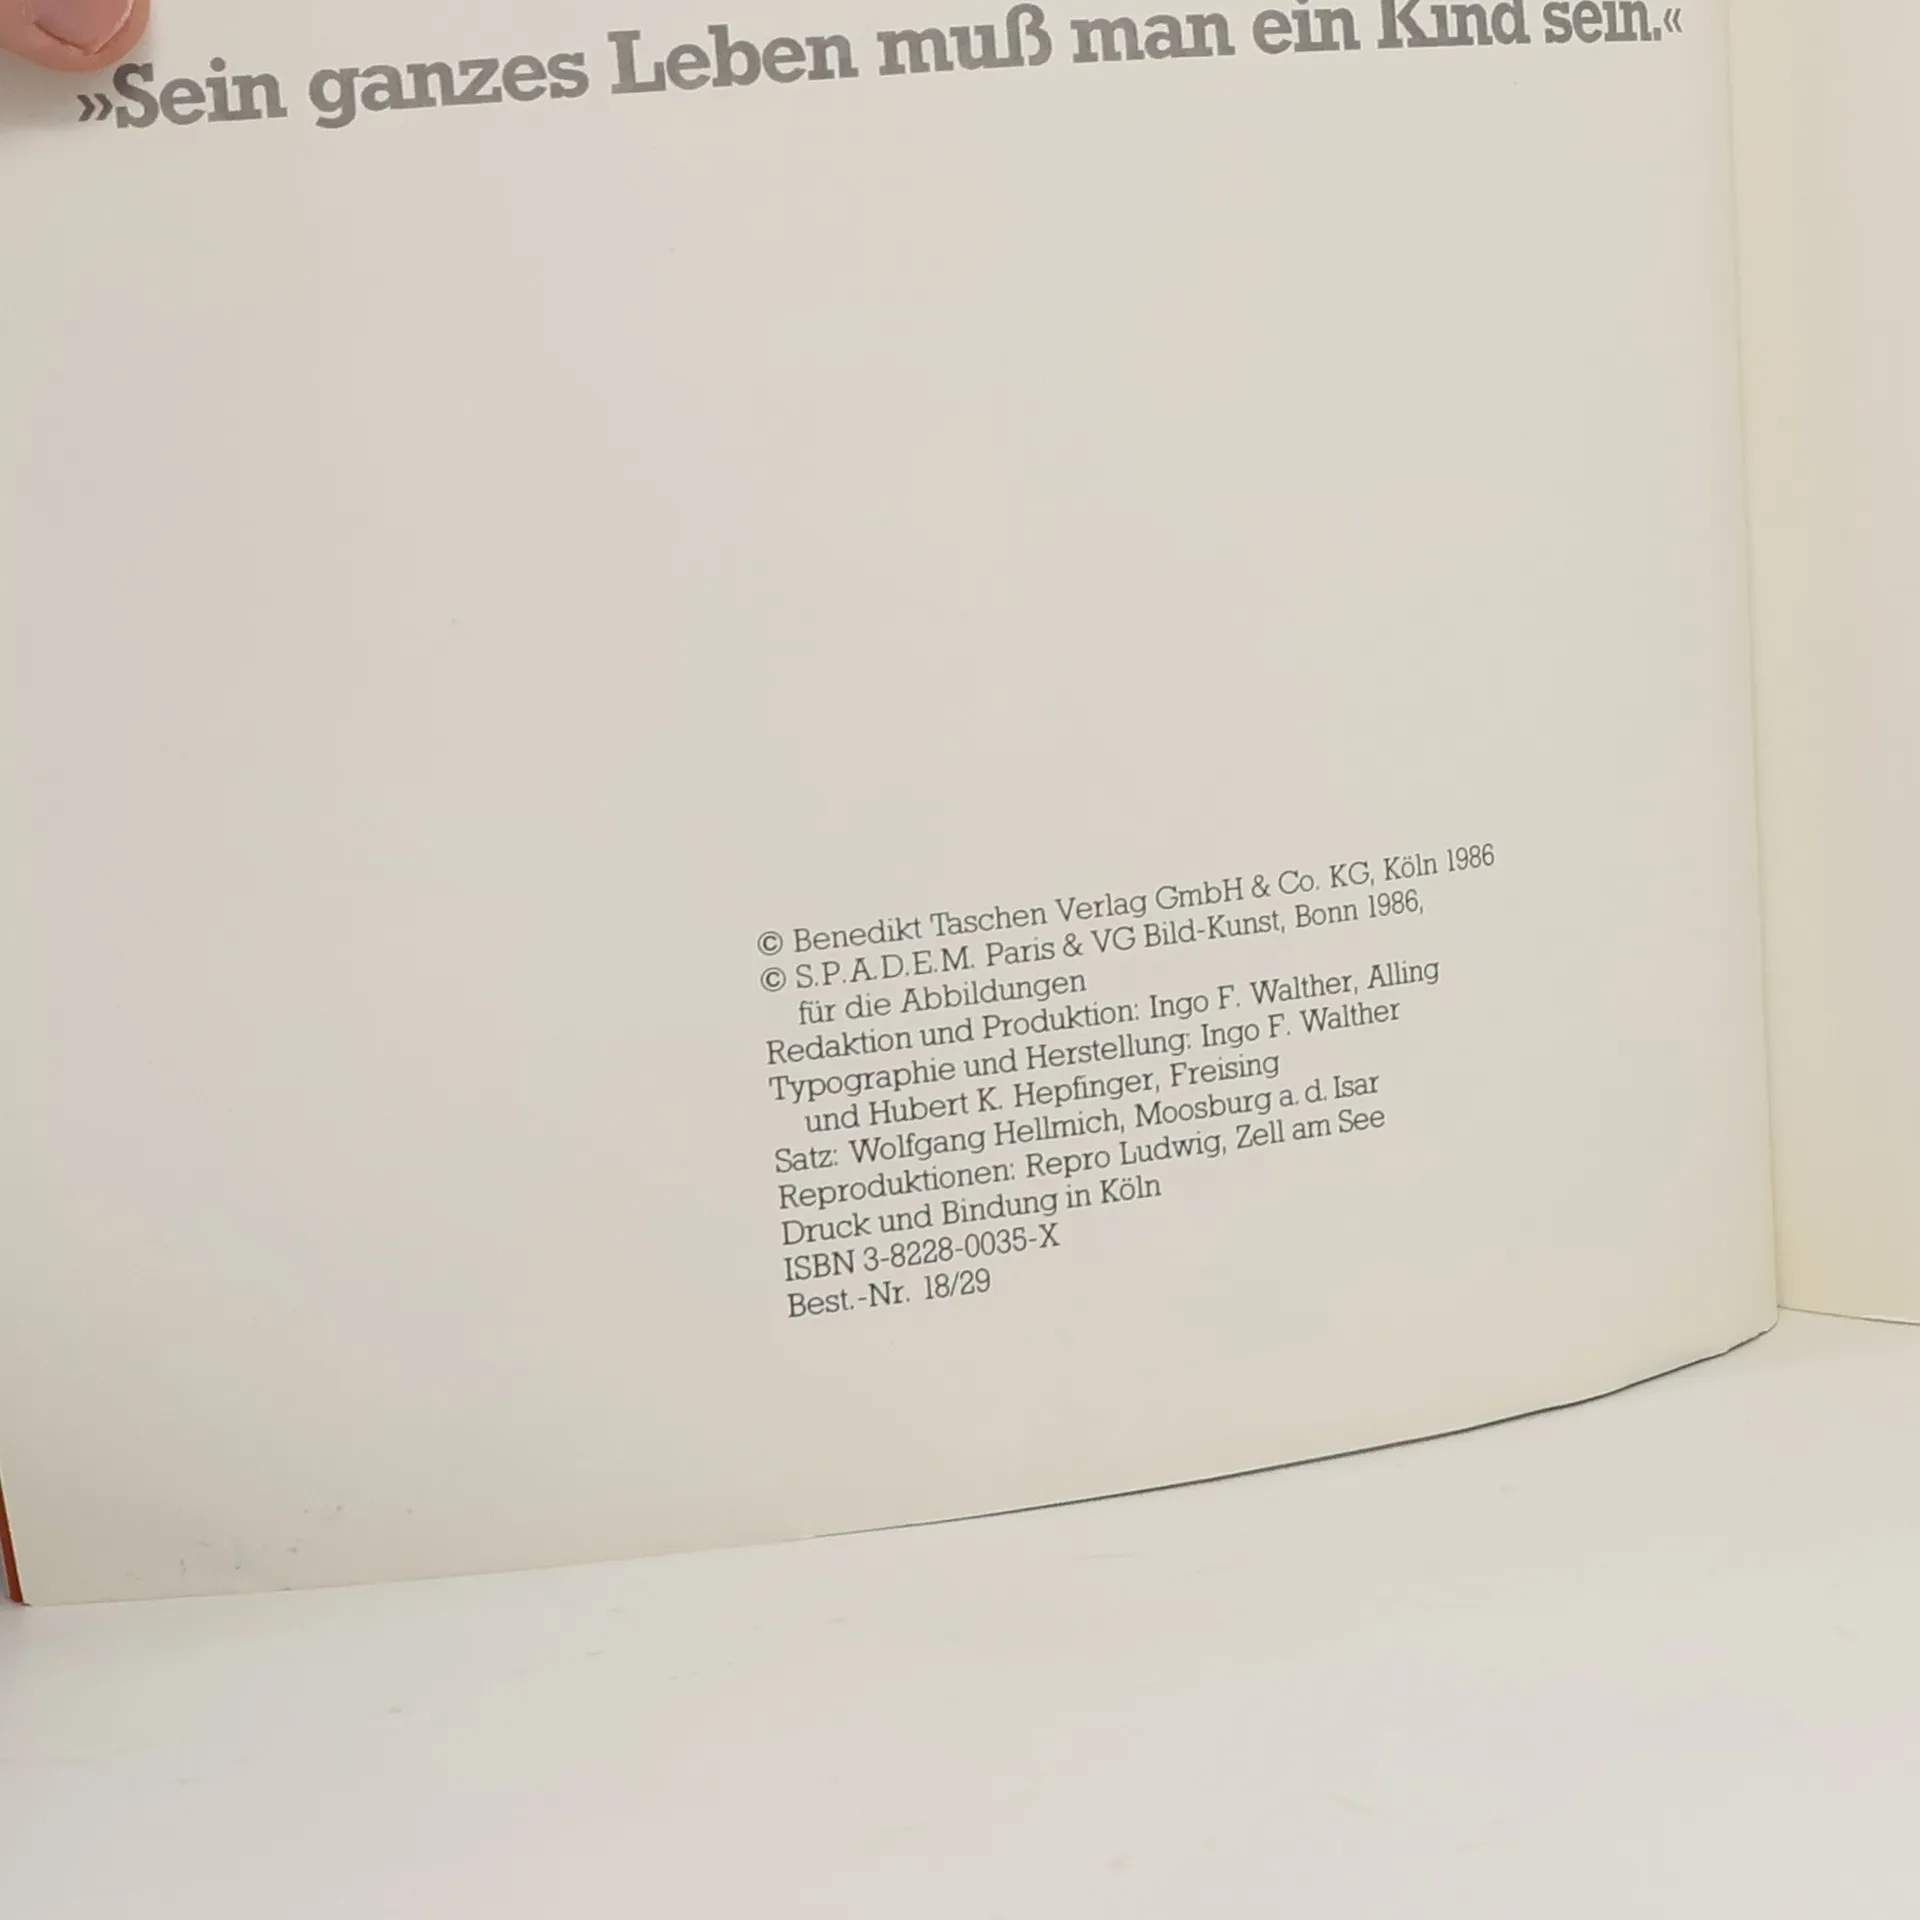 »Sein ganzes Leben muß man ein Kind sein.«
© Benedikt Taschen Verlag GmbH & Co. KG, Köln 1986
© S.P.A.D.E.M. Paris & VG Bild-Kunst, Bonn 1986,
für die Abbildungen
Redaktion und Produktion: Ingo F. Walther, Alling
Typographie und Herstellung: Ingo F. Walther
und Hubert K. Hepfinger, Freising
Satz: Wolfgang Hellmich, Moosburg a. d. Isar
Reproduktionen: Repro Ludwig, Zell am See
Druck und Bindung in Köln
ISBN 3-8228-0035-X
Best.-Nr. 18/29